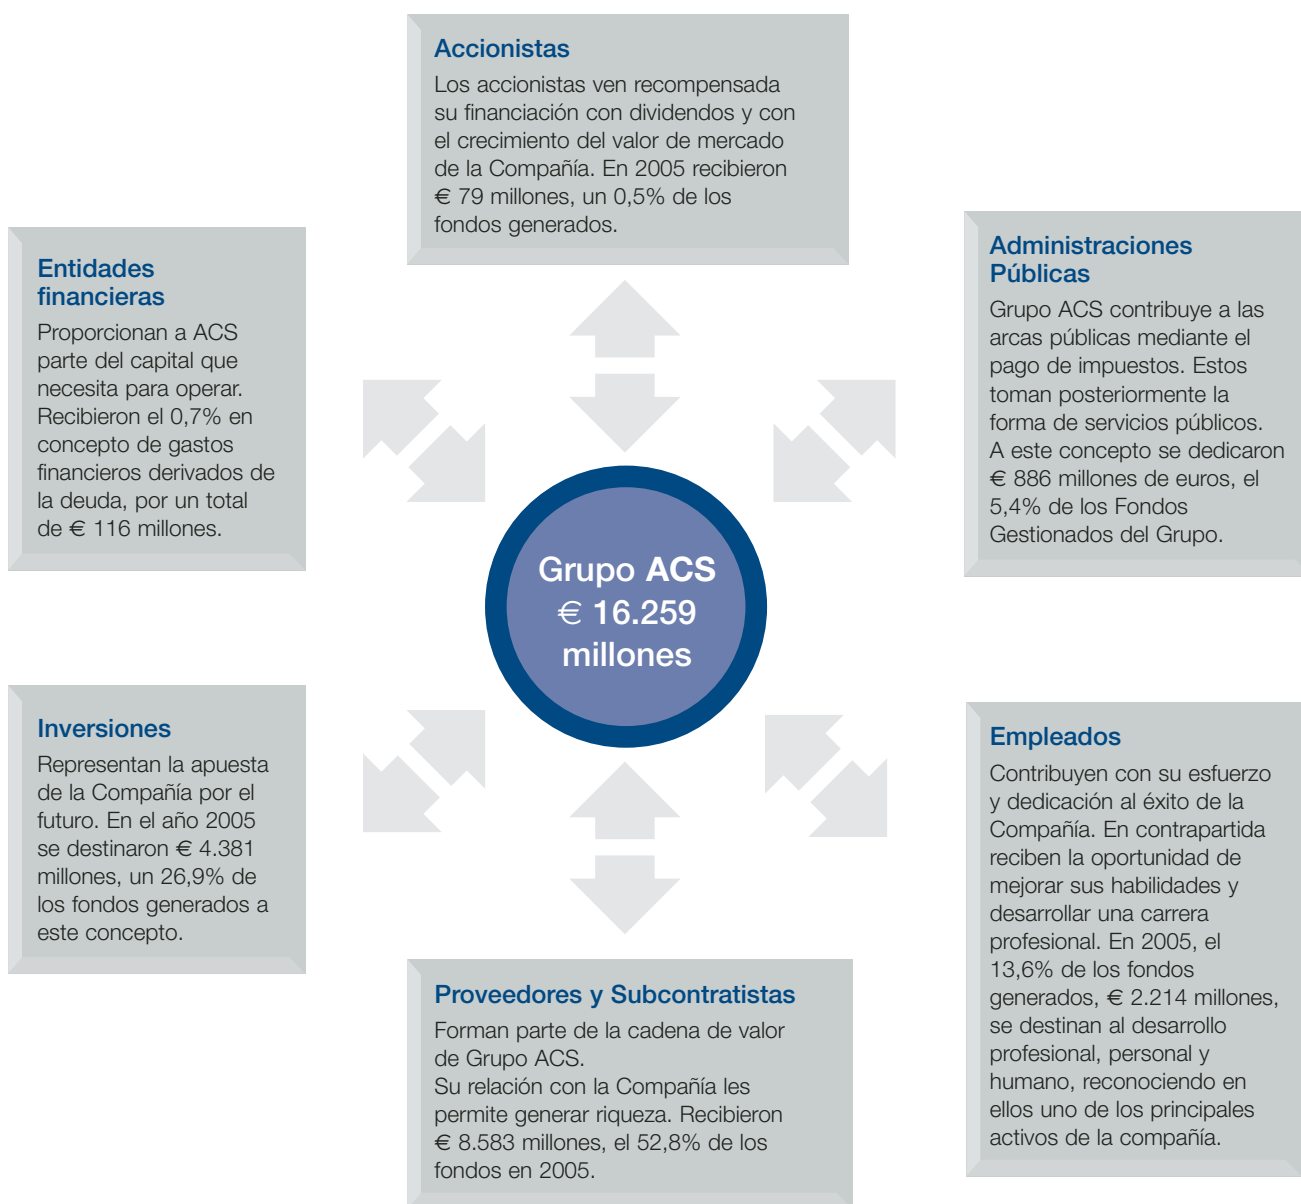 Accionistas
Los accionistas ven recompensada
su financiación con dividendos y con
el crecimiento del valor de mercado
de la Compañía. En 2005 recibieron
€ 79 millones, un 0,5% de los
fondos generados.
Entidades
financieras
Proporcionan a ACS
parte del capital que
necesita para operar.
Recibieron el 0,7% en
concepto de gastos
financieros derivados de
la deuda, por un total
de € 116 millones.
Administraciones
Públicas
Grupo ACS contribuye a las
arcas públicas mediante el
pago de impuestos. Estos
toman posteriormente la
forma de servicios públicos.
A este concepto se dedicaron
€ 886 millones de euros, el
5,4% de los Fondos
Gestionados del Grupo.
Grupo ACS
€ 16.259
millones
Inversiones
Representan la apuesta
de la Compañía por el
futuro. En el año 2005
se destinaron € 4.381
millones, un 26,9% de
los fondos generados a
este concepto.
Empleados
Contribuyen con su esfuerzo
y dedicación al éxito de la
Compañía. En contrapartida
reciben la oportunidad de
mejorar sus habilidades y
desarrollar una carrera
profesional. En 2005, el
13,6% de los fondos
generados, € 2.214 millones,
se destinan al desarrollo
profesional, personal y
humano, reconociendo en
ellos uno de los principales
activos de la compañía.
Proveedores y Subcontratistas
Forman parte de la cadena de valor
de Grupo ACS.
Su relación con la Compañía les
permite generar riqueza. Recibieron
€ 8.583 millones, el 52,8% de los
fondos en 2005.